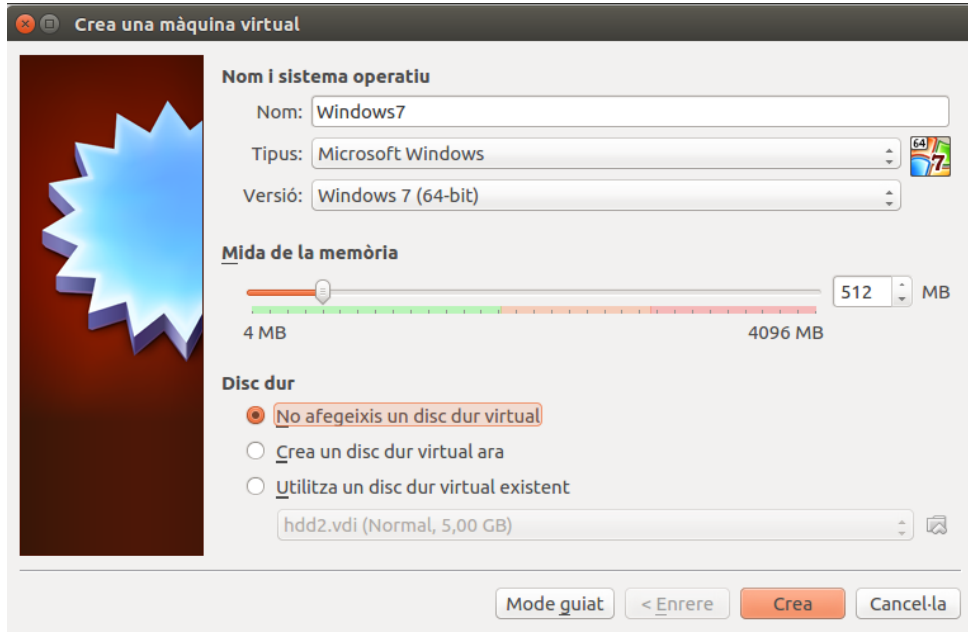 Crea una màquina virtual
Nom i sistema operatiu
Nom: Windows7
Tipus: Microsoft Windows
64
7
Versió: Windows 7 (64-bit)
Mida de la memòria
512 MB
4 MB 4096 MB
Disc dur
No afegeixis un disc dur virtual
Crea un disc dur virtual ara
Utilitza un disc dur virtual existent
hdd2.vdi (Normal, 5,00 GB)
Mode guiat < Enrere Crea Cancel·la